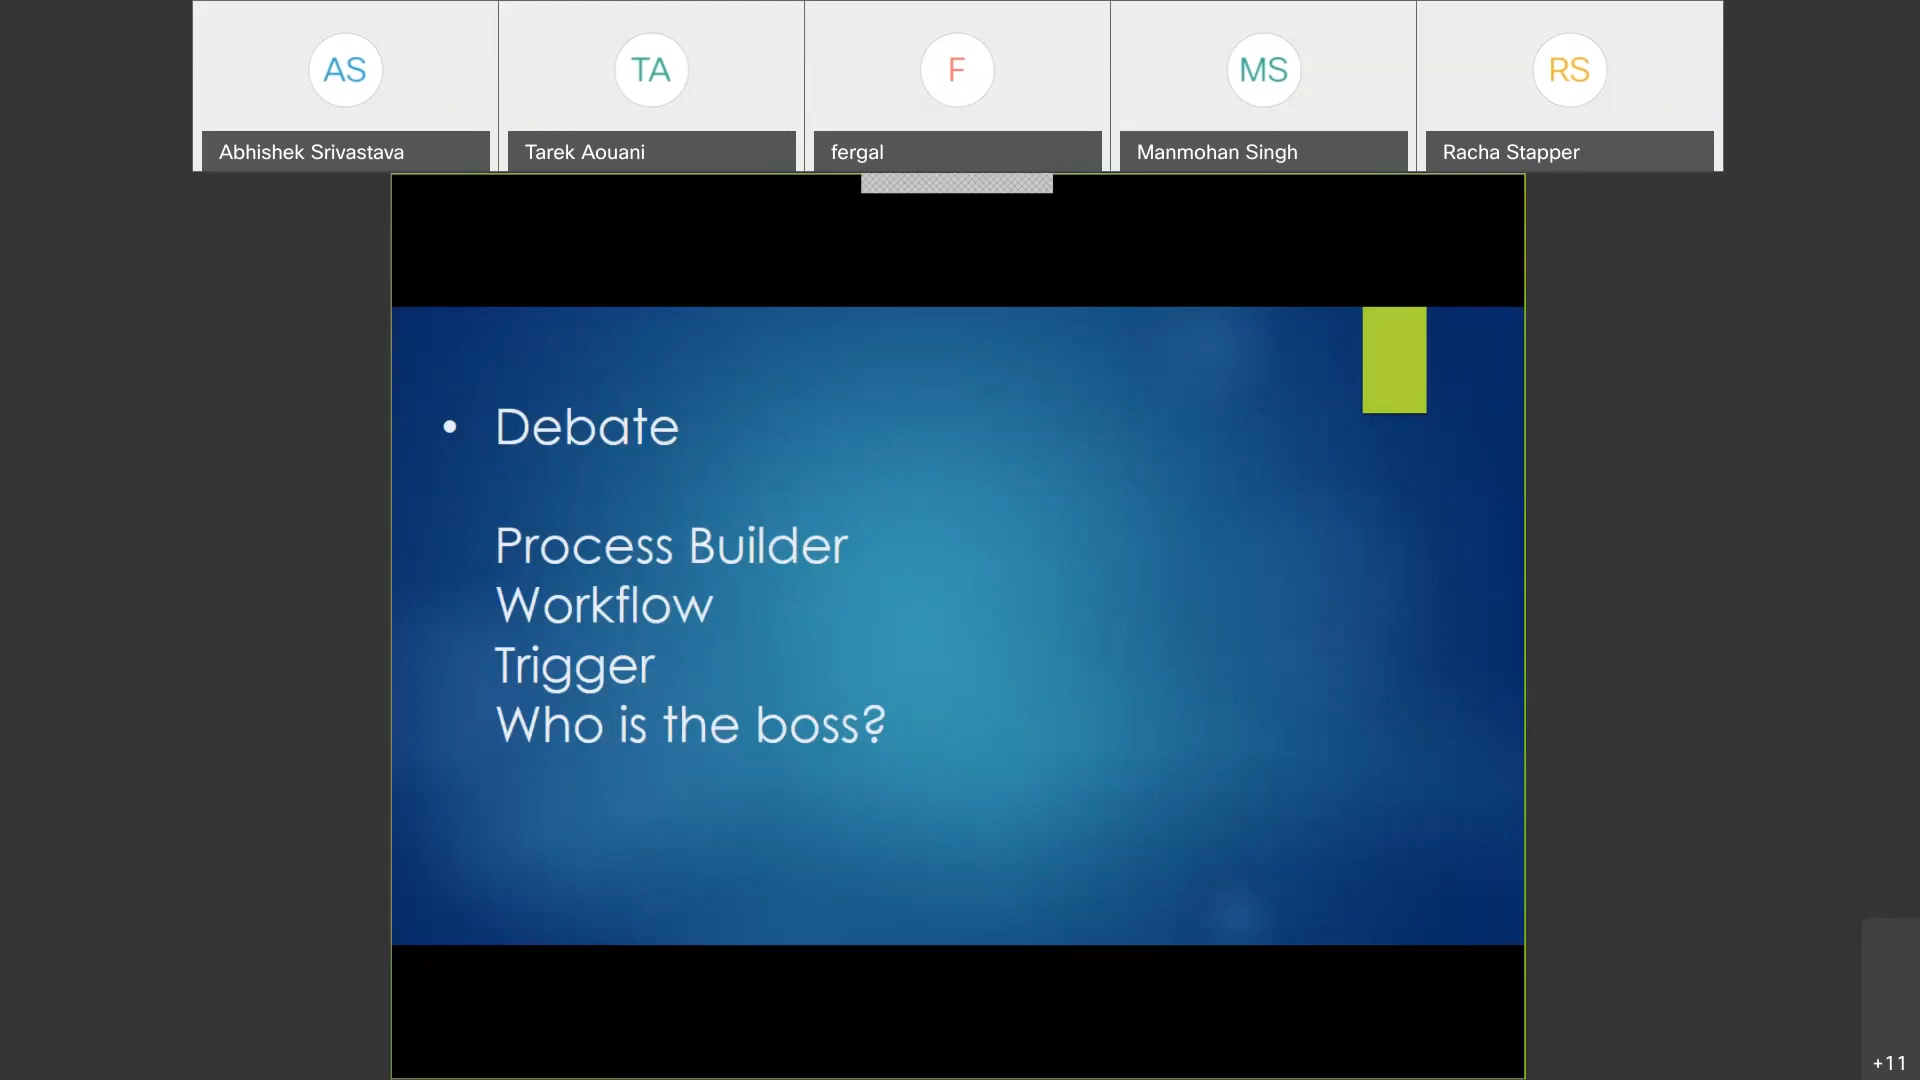 AS
TA
F
MS
RS
Abhishek Srivastava
Tarek Aouani
fergal
Manmohan Singh
Racha Stapper
• Debate
Process Builder
Workflow
Trigger
Who is the boss?
+11